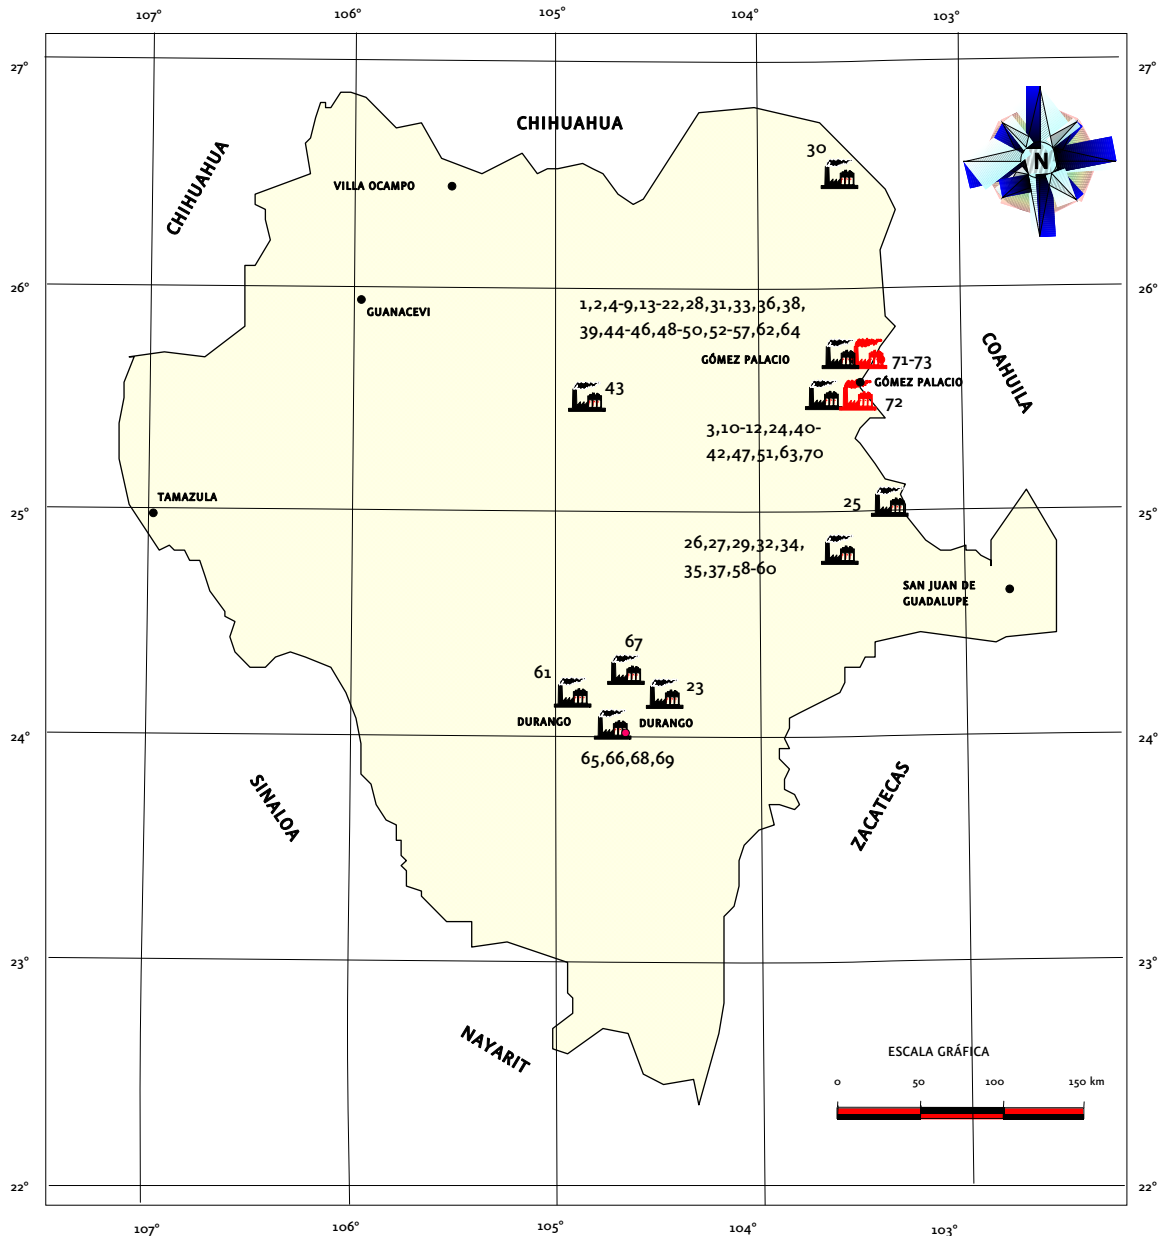 107° 106° 105° 104° 103°
27° 27°
CHIHUAHUA
CHIHUAHUA
30
N
VILLA OCAMPO
26° 26°
GUANACEVI
1,2,4-9,13-22,28,31,33,36,38,
39,44-46,48-50,52-57,62,64
COAHUILA
GÓMEZ PALACIO
71-73
GÓMEZ PALACIO
43
72
3,10-12,24,40-
42,47,51,63,70
TAMAZULA
25
25° 25°
26,27,29,32,34,
35,37,58-60
SAN JUAN DE
GUADALUPE
67
61
23
DURANGO
DURANGO
24° 24°
65,66,68,69
SINALOA
ZACATECAS
23° 23°
NAYARIT
ESCALA GRÁFICA
0 50 100 150 km
22° 22°
107° 106° 105° 104° 103°